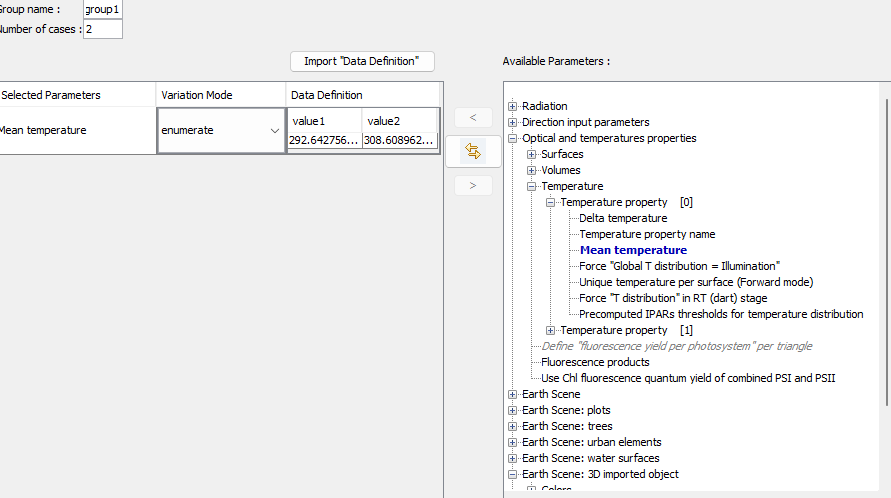 Group name : group1
Number of cases : 2
Import "Data Definition"
Available Parameters :
Selected Parameters Variation Mode Data Definition
Mean temperature enumerate value1 value2
292.642756... 308.608962...
<
>
Radiation
Direction input parameters
Optical and temperatures properties
Surfaces
Volumes
Temperature
Temperature property [0]
Delta temperature
Temperature property name
Mean temperature
Force "Global T distribution = Illumination"
Unique temperature per surface (Forward mode)
Force "T distribution" in RT (dart) stage
Precomputed IPARs thresholds for temperature distribution
Temperature property [1]
Define "fluorescence yield per photosystem" per triangle
Fluorescence products
Use Chl fluorescence quantum yield of combined PSI and PSII
Earth Scene
Earth Scene: plots
Earth Scene: trees
Earth Scene: urban elements
Earth Scene: water surfaces
Earth Scene: 3D imported object
Colors